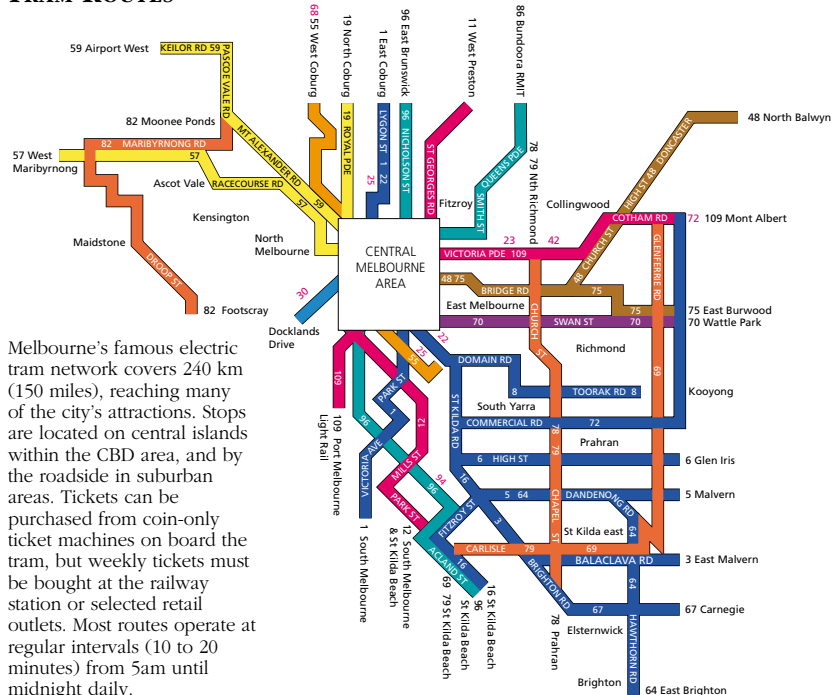 TRAM ROUTES
68 55 West Coburg
19 North Coburg
1 East Coburg
96 East Brunswick
11 West Preston
86 Bundoora RMIT
59 Airport West
KEILOR RD 59
PASCOE VALE RD
82 Moonee Ponds
82 MARIBYRNONG RD
57 West
Maribyrnong
57
MT ALEXANDER RD
59
Ascot Vale
RACECOURSE RD
57
Kensington
North
Melbourne
Maidstone
DROOP ST
82 Footscray
19 ROYAL PDE
LYGON ST 1 22
25
96 NICHOLSON ST
ST GEORGES RD
Fitzroy
SMITH ST
QUEENS PDE
78 79 Nth Richmond
Collingwood
48 North Balwyn
HIGH ST 48 DONCASTER
48 CHURCH ST
COTHAM RD
72 109 Mont Albert
23 42
VICTORIA PDE 109
GLENFERRIE RD
CENTRAL
MELBOURNE
AREA
48 75
BRIDGE RD
75
East Melbourne
75
75 East Burwood
70
SWAN ST
70
70 Wattle Park
CHURCH ST
Richmond
30
Docklands
Drive
22
25
55
DOMAIN RD
8
TOORAK RD 8
69
Kooyong
South Yarra
ST KILDA RD
COMMERCIAL RD
72
78 79
Prahran
6 HIGH ST
6 Glen Iris
16
5 64
DANDENONG RD
5 Malvern
3
CHAPEL ST
64
St Kilda east
CARLISLE
79
69
BALACLAVA RD
3 East Malvern
BRIGHTON RD
64
67
67 Carnegie
Elsternwick
HAWTHORN RD
78 Prahran
Brighton
64 East Brighton
109
109 Port Melbourne
Light Rail
PARK ST
1
VICTORIA AVE
1 South Melbourne
96
12
MILLS ST
PARK ST
94
96
FITZROY ST
ACLAND ST
16
12 South Melbourne
& St Kilda Beach
69 79 St Kilda Beach
96 St Kilda Beach
16 St Kilda Beach
Melbourne's famous electric
tram network covers 240 km
(150 miles), reaching many
of the city's attractions. Stops
are located on central islands
within the CBD area, and by
the roadside in suburban
areas. Tickets can be
purchased from coin-only
ticket machines on board the
tram, but weekly tickets must
be bought at the railway
station or selected retail
outlets. Most routes operate at
regular intervals (10 to 20
minutes) from 5am until
midnight daily.